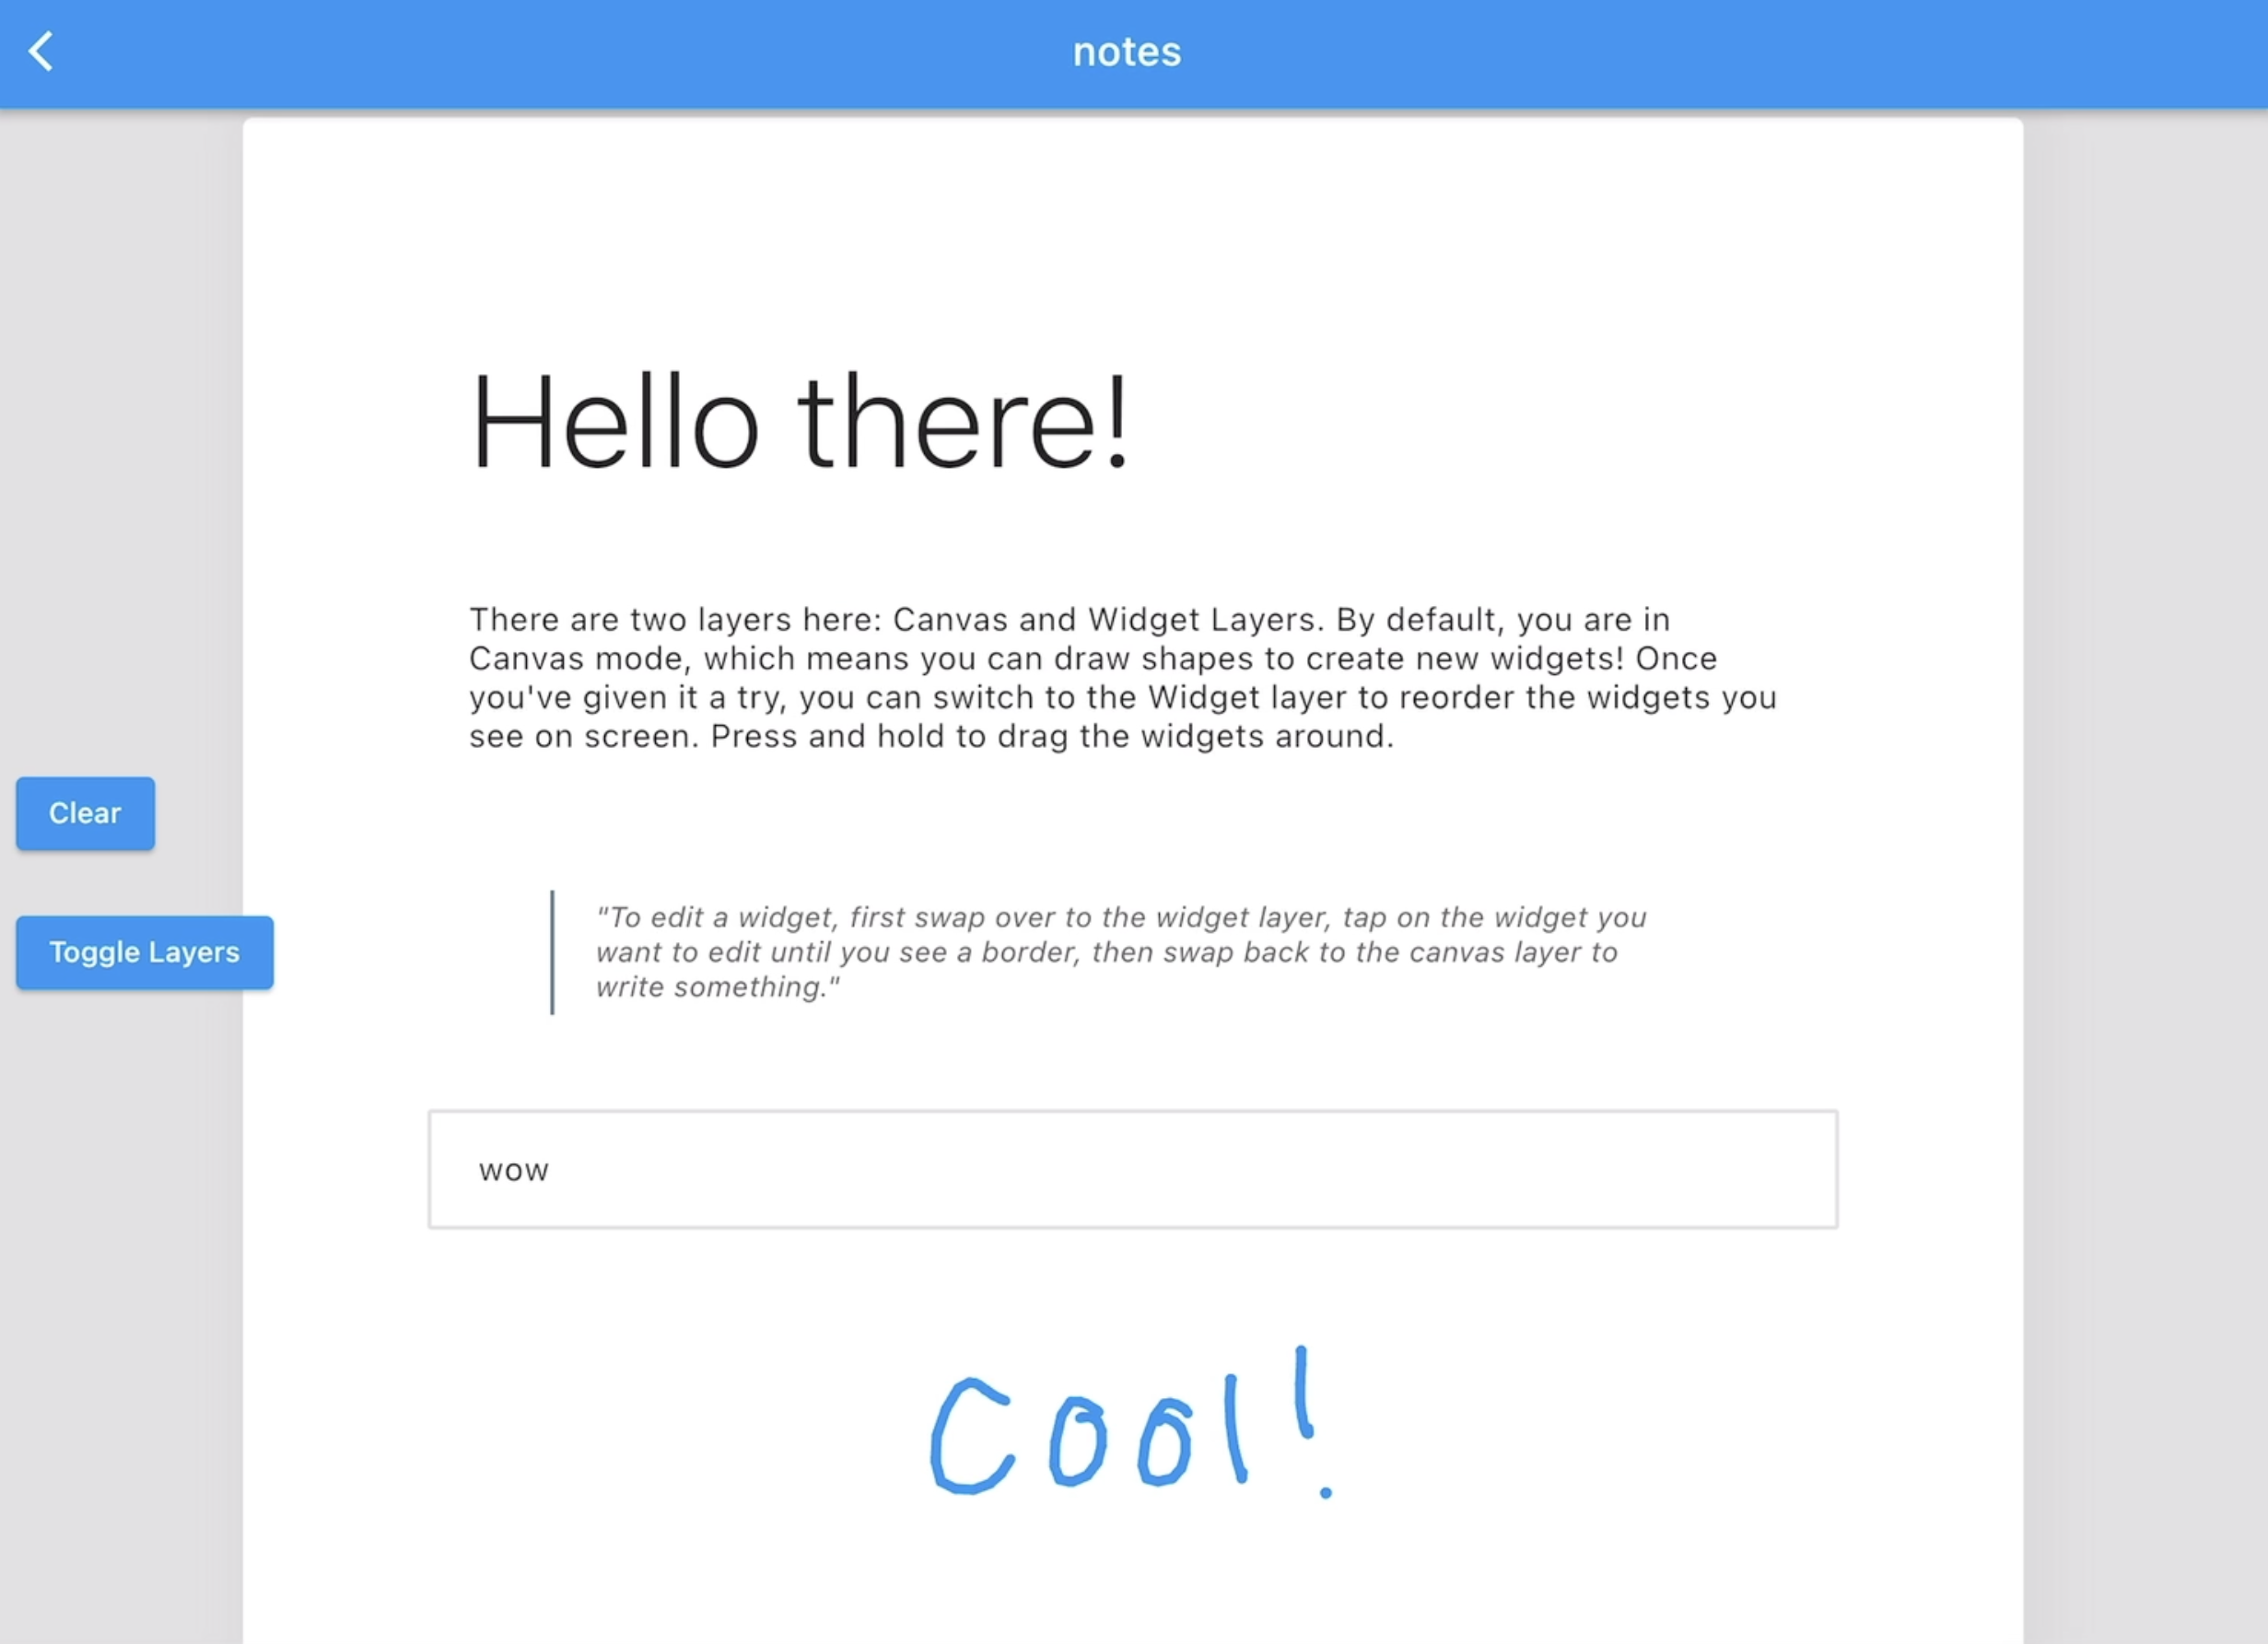 notes
Hello there!
There are two layers here: Canvas and Widget Layers. By default, you are in
Canvas mode, which means you can draw shapes to create new widgets! Once
you've given it a try, you can switch to the Widget layer to reorder the widgets you
see on screen. Press and hold to drag the widgets around.
Clear
"To edit a widget, first swap over to the widget layer, tap on the widget you
want to edit until you see a border, then swap back to the canvas layer to
write something."
Toggle Layers
wow
Cool!